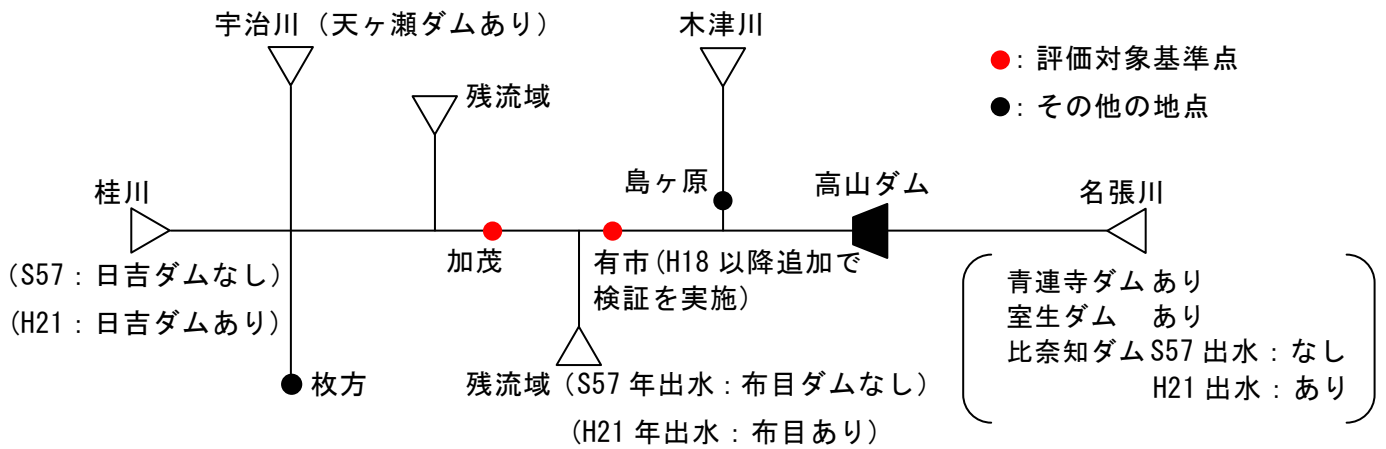 宇治川（天ヶ瀬ダムあり）
木津川
●：評価対象基準点
●：その他の地点
残流域
桂川
島ヶ原
高山ダム
名張川
加茂
有市(H18以降追加で
検証を実施)
（S57：日吉ダムなし）
(H21：日吉ダムあり)
青連寺ダムあり
室生ダム　あり
比奈知ダムS57出水：なし
H21出水：あり
枚方
残流域（S57年出水：布目ダムなし）
(H21年出水：布目あり)